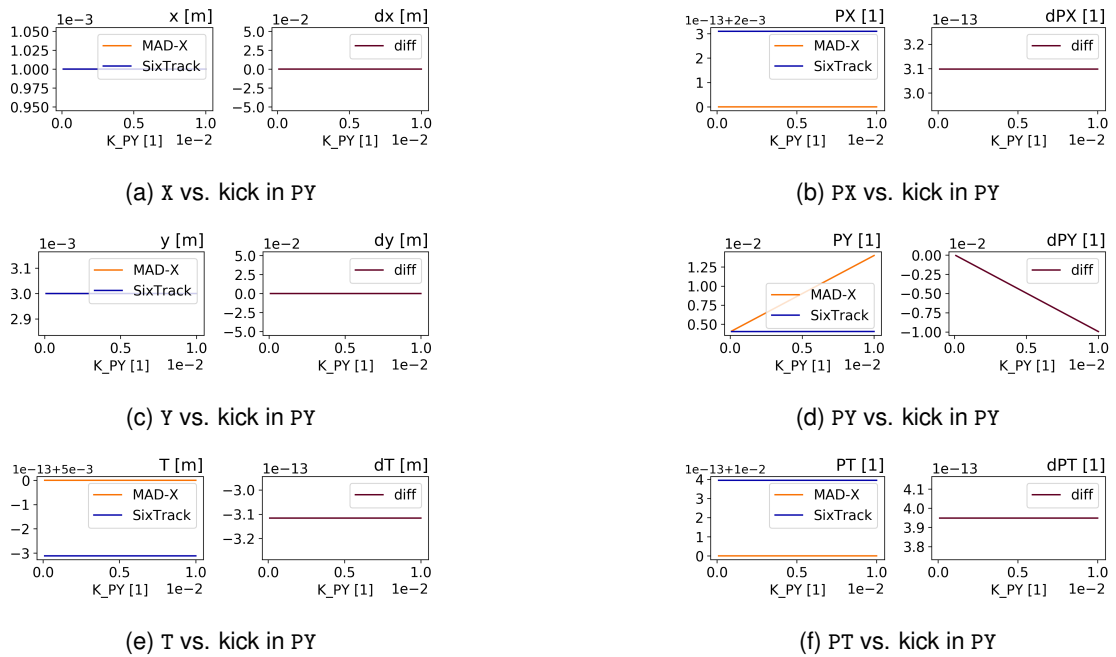 1e−3 x [m]
1.050
1.025
1.000
0.975
0.950
MAD-X
SixTrack
0.0 0.5 1.0
K_PY [1] 1e−2
1e−2 dx [m]
5.0
2.5
0.0
−2.5
−5.0
diff
0.0 0.5 1.0
K_PY [1] 1e−2
(a) X vs. kick in PY
1e−13+2e−3 PX [1]
3
2
1
0
MAD-X
SixTrack
0.0 0.5 1.0
K_PY [1] 1e−2
1e−13 dPX [1]
3.2
3.1
3.0
diff
0.0 0.5 1.0
K_PY [1] 1e−2
(b) PX vs. kick in PY
1e−3 y [m]
3.1
3.0
2.9
MAD-X
SixTrack
0.0 0.5 1.0
K_PY [1] 1e−2
1e−2 dy [m]
5.0
2.5
0.0
−2.5
−5.0
diff
0.0 0.5 1.0
K_PY [1] 1e−2
(c) Y vs. kick in PY
1e−2 PY [1]
1.25
1.00
0.75
0.50
MAD-X
SixTrack
0.0 0.5 1.0
K_PY [1] 1e−2
1e−2 dPY [1]
0.00
−0.25
−0.50
−0.75
−1.00
diff
0.0 0.5 1.0
K_PY [1] 1e−2
(d) PY vs. kick in PY
1e−13+5e−3 T [m]
0
−1
−2
−3
MAD-X
SixTrack
0.0 0.5 1.0
K_PY [1] 1e−2
1e−13 dT [m]
−3.0
−3.1
−3.2
diff
0.0 0.5 1.0
K_PY [1] 1e−2
(e) T vs. kick in PY
1e−13+1e−2 PT [1]
4
3
2
1
0
MAD-X
SixTrack
0.0 0.5 1.0
K_PY [1] 1e−2
1e−13 dPT [1]
4.1
4.0
3.9
3.8
diff
0.0 0.5 1.0
K_PY [1] 1e−2
(f) PT vs. kick in PY